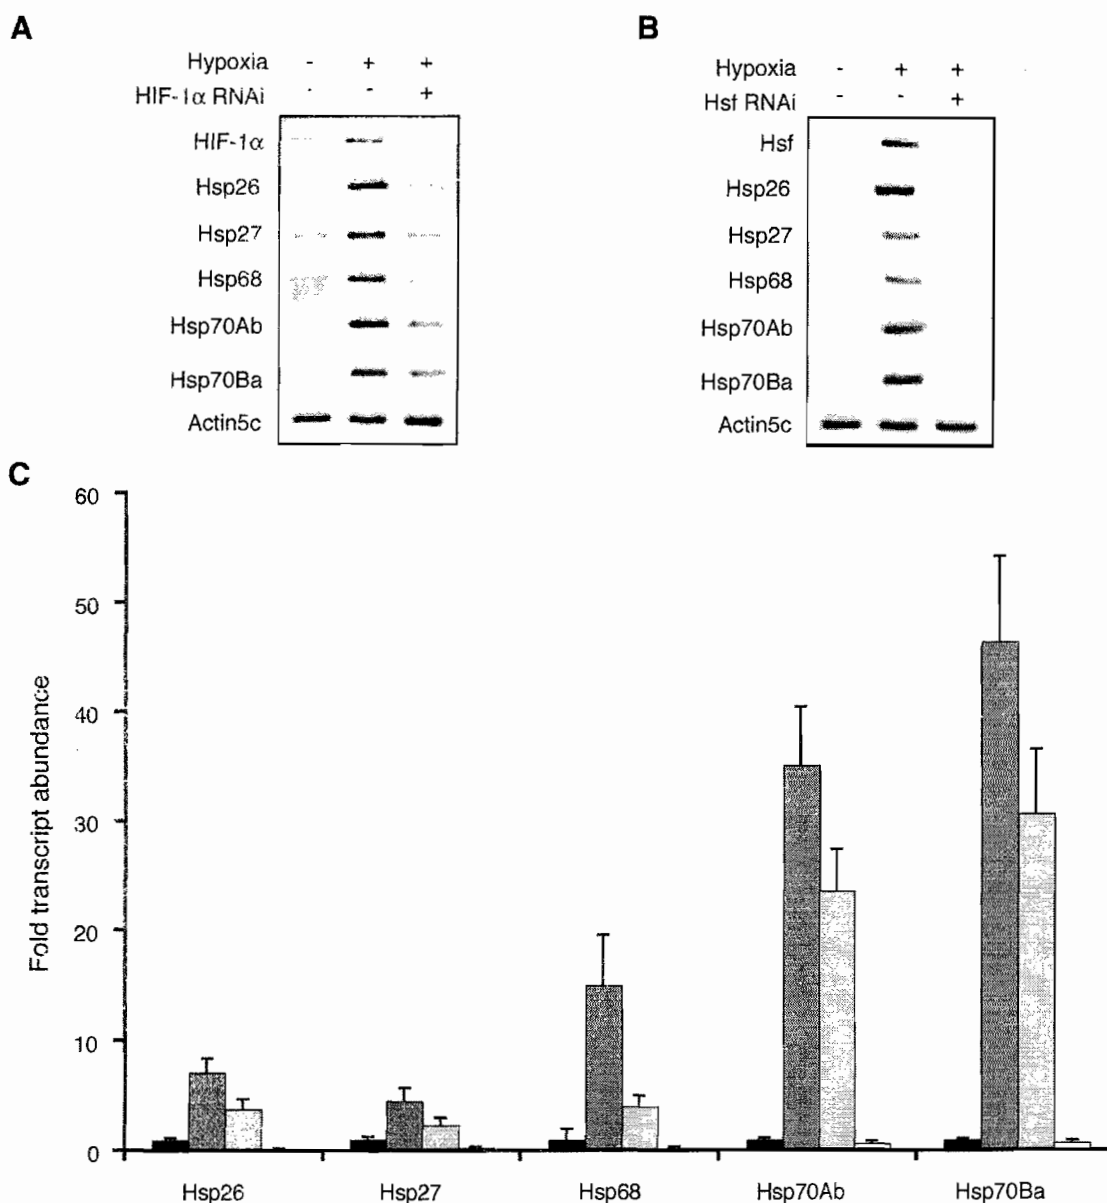 A
Hypoxia - + +
HIF-1α RNAi - - +
HIF-1α
Hsp26
Hsp27
Hsp68
Hsp70Ab
Hsp70Ba
Actin5c
B
Hypoxia - + +
Hsf RNAi - - +
Hsf
Hsp26
Hsp27
Hsp68
Hsp70Ab
Hsp70Ba
Actin5c
C
Fold transcript abundance
60
50
40
30
20
10
0
Hsp26 Hsp27 Hsp68 Hsp70Ab Hsp70Ba